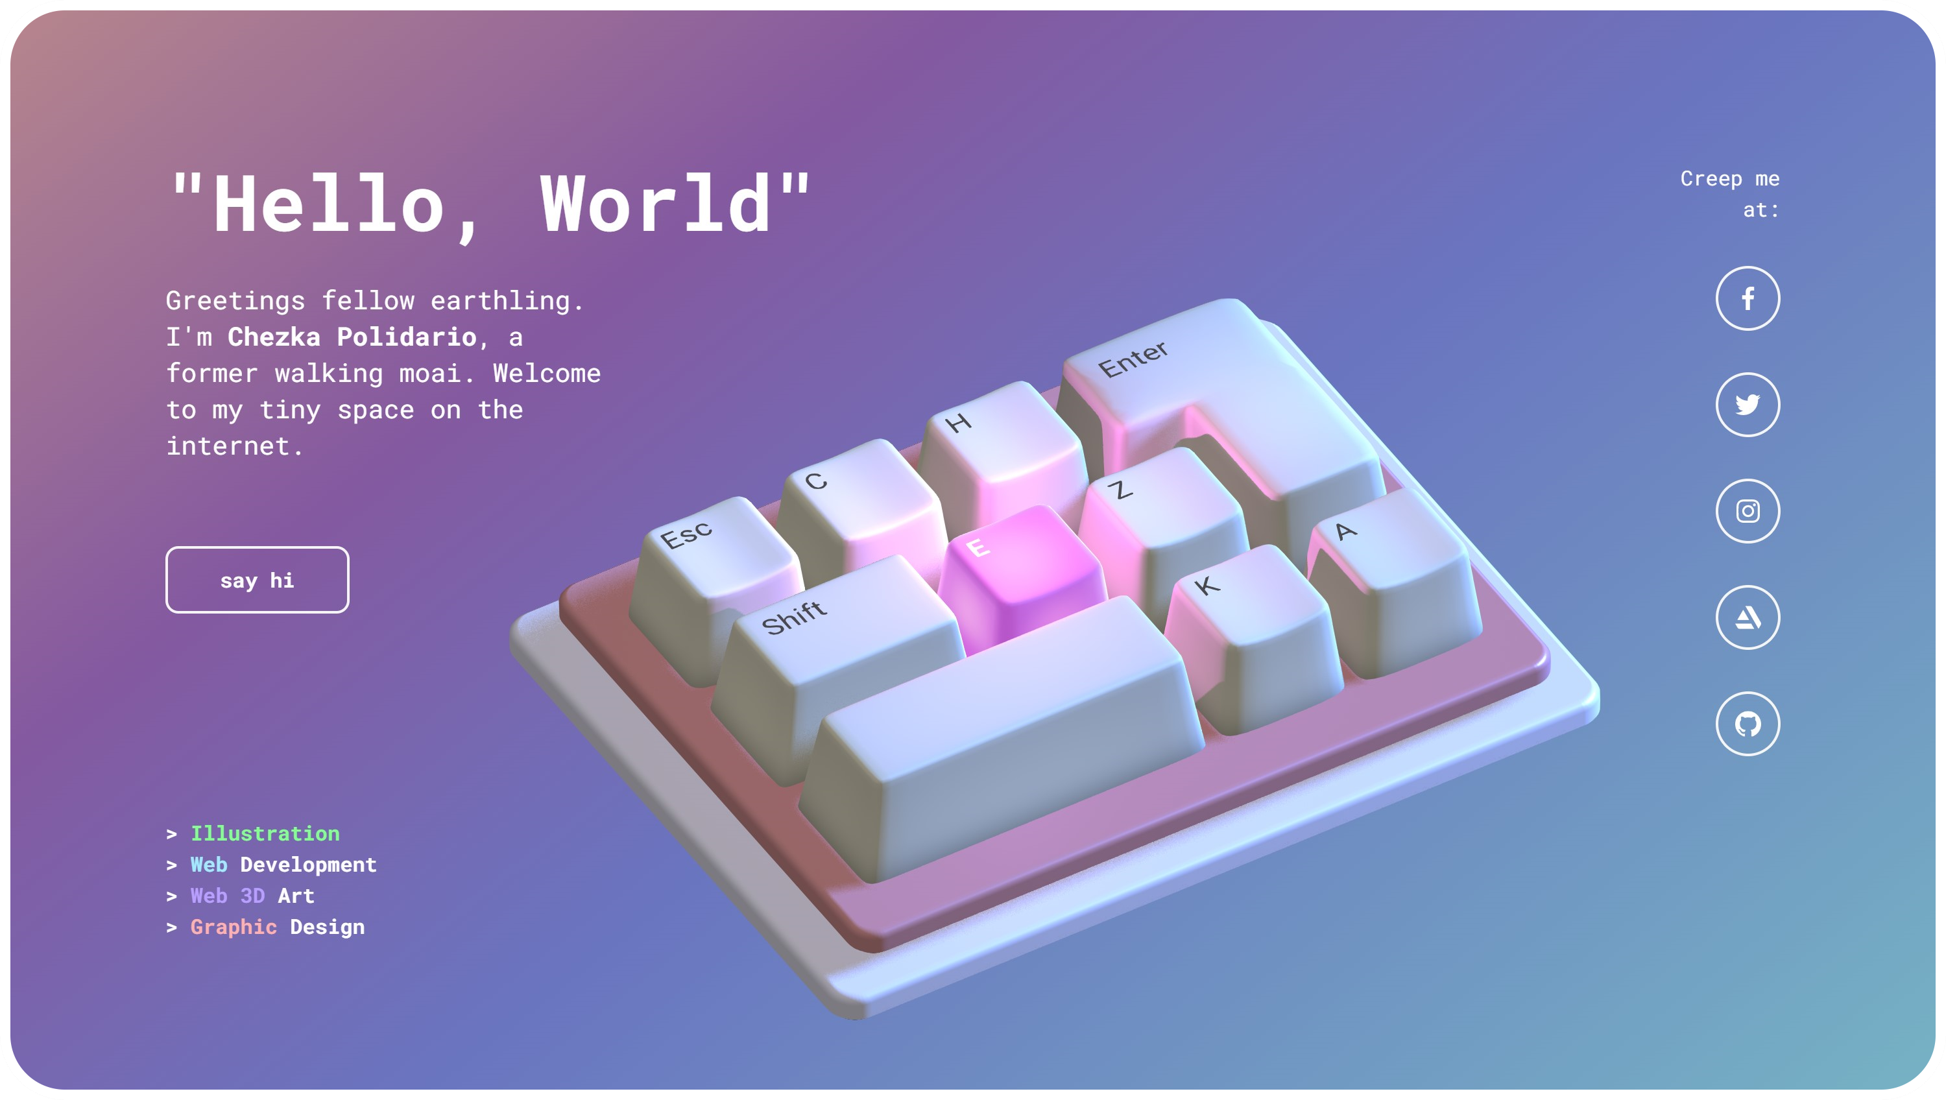 "Hello, World"
Greetings fellow earthling.
I'm Chezka Polidario, a
former walking moai. Welcome
to my tiny space on the
internet.
say hi
> Illustration
> Web Development
> Web 3D Art
> Graphic Design
Esc
C
H
Enter
Shift
E
Z
K
A
Creep me
at: